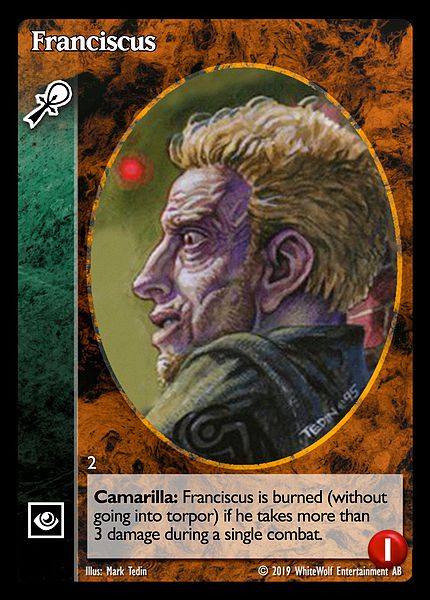 Franciscus
TEDIN ©95
2
Camarilla: Franciscus is burned (without
going into torpor) if he takes more than
3 damage during a single combat.
1
Illus: Mark Tedin
© 2019 WhiteWolf Entertainment AB